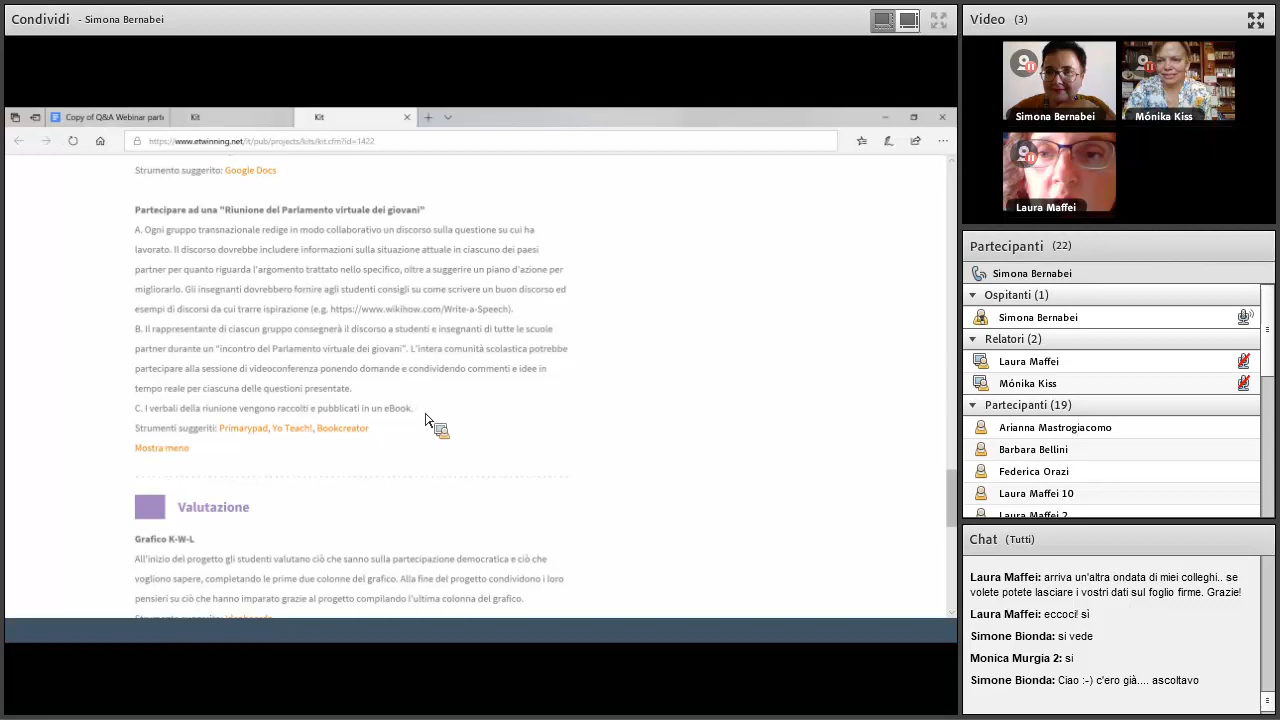 Condividi - Simona Bernabei
Copy of Q&A Webinar parte
Kit
Kit
https://www.etwinning.net/it/pub/projects/kits/kit.cfm?id=1422
Strumento suggerito: Google Docs
Partecipare ad una "Riunione del Parlamento virtuale dei giovani"
A. Ogni gruppo transnazionale redige in modo collaborativo un discorso sulla questione su cui ha
lavorato. Il discorso dovrebbe includere informazioni sulla situazione attuale in ciascuno dei paesi
partner per quanto riguarda l'argomento trattato nello specifico, oltre a suggerire un piano d'azione per
migliorarlo. Gli insegnanti dovrebbero fornire agli studenti consigli su come scrivere un buon discorso ed
esempi di discorsi da cui trarre ispirazione (e.g. https://www.wikihow.com/Write-a-Speech).
B. Il rappresentante di ciascun gruppo consegnerà il discorso a studenti e insegnanti di tutte le scuole
partner durante un "incontro del Parlamento virtuale dei giovani". L'intera comunità scolastica potrebbe
partecipare alla sessione di videoconferenza ponendo domande e condividendo commenti e idee in
tempo reale per ciascuna delle questioni presentate.
C. I verbali della riunione vengono raccolti e pubblicati in un eBook.
Strumenti suggeriti: Primarypad, Yo Teach!, Bookcreator
Mostra meno
Valutazione
Grafico K-W-L
All'inizio del progetto gli studenti valutano ciò che sanno sulla partecipazione democratica e ciò che
vogliono sapere, completando le prime due colonne del grafico. Alla fine del progetto condividono i loro
pensieri su ciò che hanno imparato grazie al progetto compilando l'ultima colonna del grafico.
Strumento suggerito:
Video (3)
Simona Bernabei
Mónika Kiss
Laura Maffei
Partecipanti (22)
Simona Bernabei
Ospitanti (1)
Simona Bernabei
Relatori (2)
Laura Maffei
Mónika Kiss
Partecipanti (19)
Arianna Mastrogiacomo
Barbara Bellini
Federica Orazi
Laura Maffei 10
Laura Maffei 2
Chat (Tutti)
Laura Maffei: arriva un'altra ondata di miei colleghi.. se
volete potete lasciare i vostri dati sul foglio firme. Grazie!
Laura Maffei: eccoci! sì
Simone Bionda: si vede
Monica Murgia 2: si
Simone Bionda: Ciao :-) c'ero già.... ascoltavo